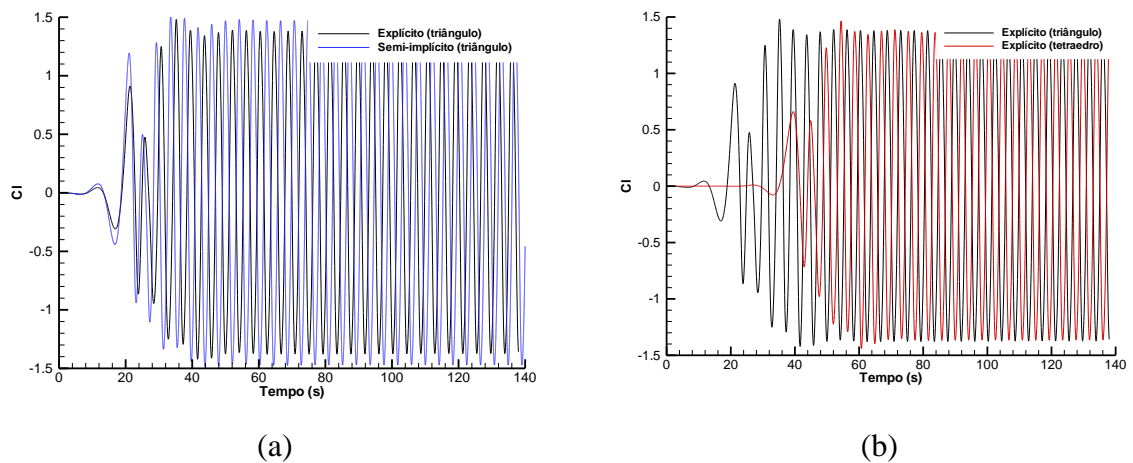 1.5
1
0.5
0
-0.5
-1
-1.5
Cl
0 20 40 60 80 100 120 140
Tempo (s)
Explícito (triângulo)
Semi-implícito (triângulo)
(a)
1.5
1
0.5
0
-0.5
-1
-1.5
Cl
0 20 40 60 80 100 120 140
Tempo (s)
Explícito (triângulo)
Explícito (tetraedro)
(b)